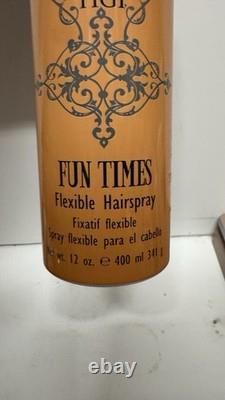 TIGI
FUN TIMES
Flexible Hairspray
Fixatif flexible
Spray flexible para el cabello
Net wt. 12 oz. ℮ 400 ml 341 g
ebay